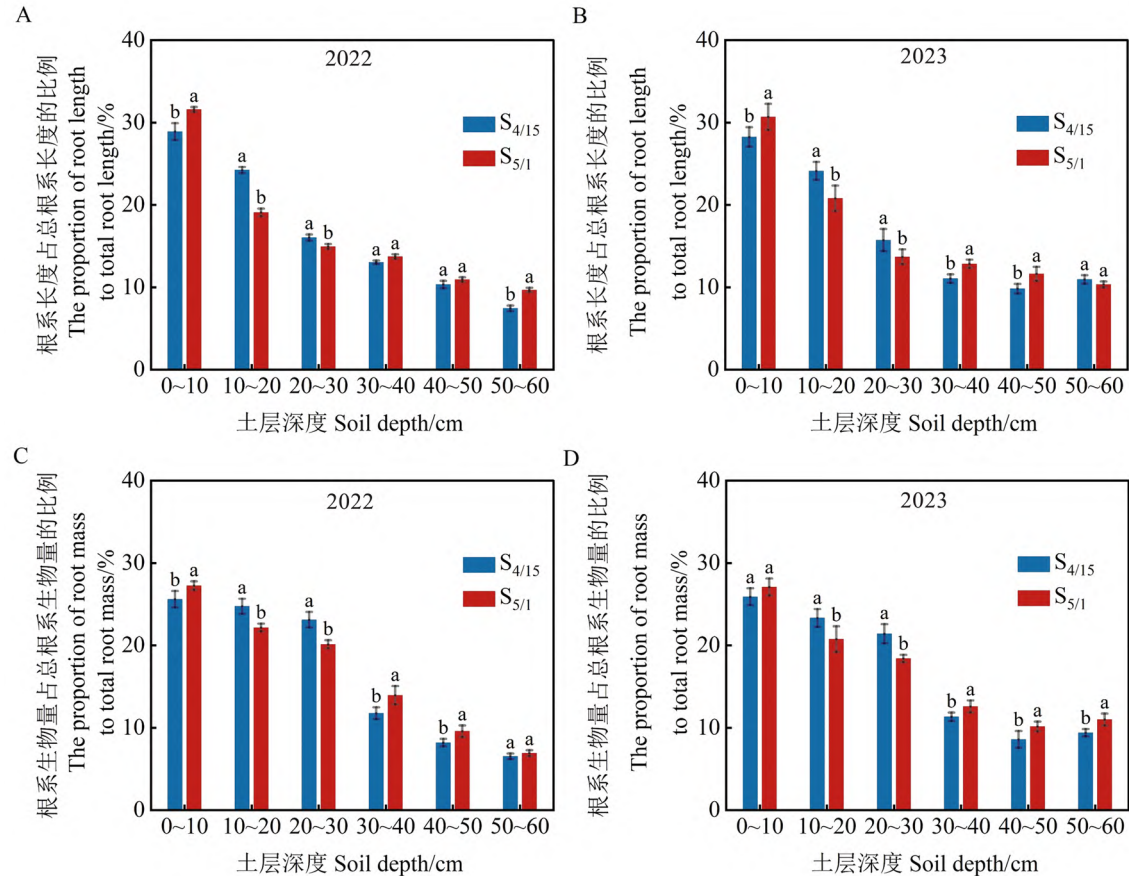 A
根系长度占总根系长度的比例
The proportion of root length
to total root length/%
40
30
20
10
0
2022
S4/15
S5/1
b a
a b
a b
a a
a a
b a
0~10 10~20 20~30 30~40 40~50 50~60
土层深度 Soil depth/cm
B
根系长度占总根系长度的比例
The proportion of root length
to total root length/%
40
30
20
10
0
2023
S4/15
S5/1
b a
a b
a b
b a
b a
a a
0~10 10~20 20~30 30~40 40~50 50~60
土层深度 Soil depth/cm
C
根系生物量占总根系生物量的比例
The proportion of root mass
to total root mass/%
40
30
20
10
0
2022
S4/15
S5/1
b a
a b
a b
b a
b a
a a
0~10 10~20 20~30 30~40 40~50 50~60
土层深度 Soil depth/cm
D
根系生物量占总根系生物量的比例
The proportion of root mass
to total root mass/%
40
30
20
10
0
2023
S4/15
S5/1
a a
a b
a b
b a
b a
b a
0~10 10~20 20~30 30~40 40~50 50~60
土层深度 Soil depth/cm